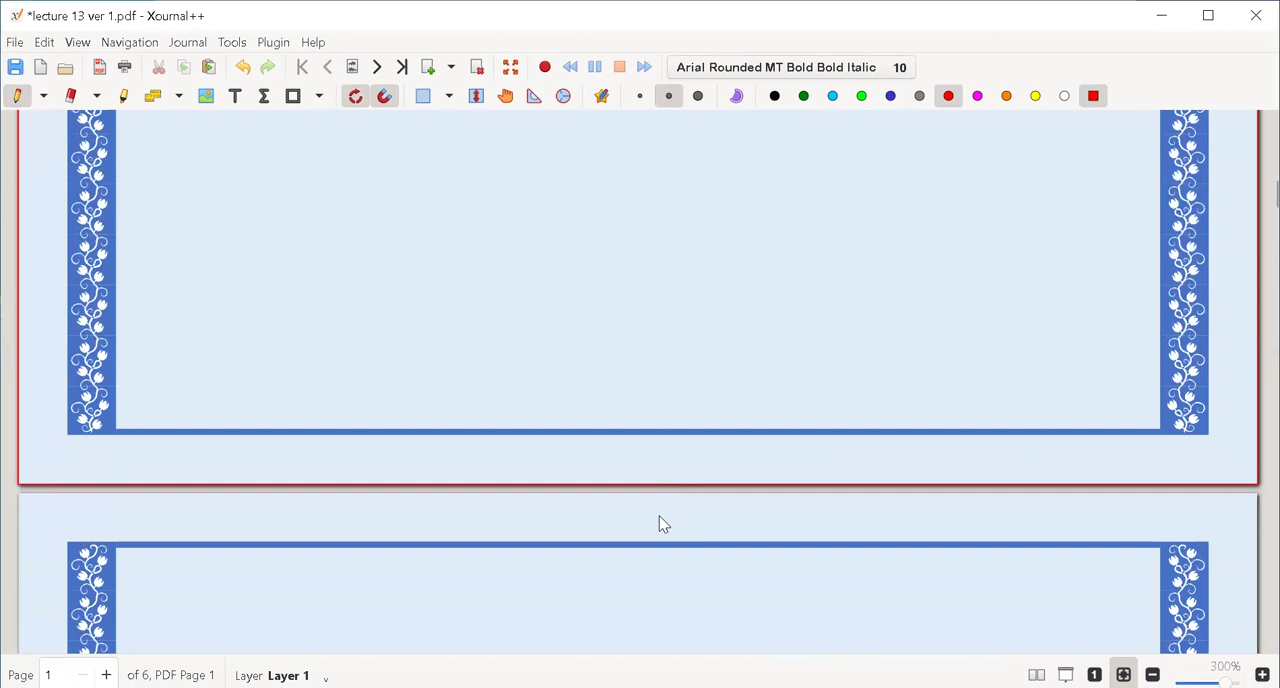 *lecture 13 ver 1.pdf - Xournal++
File Edit View Navigation Journal Tools Plugin Help
Arial Rounded MT Bold Bold Italic 10
T Σ
Page 1 of 6, PDF Page 1 Layer Layer 1 1 300%